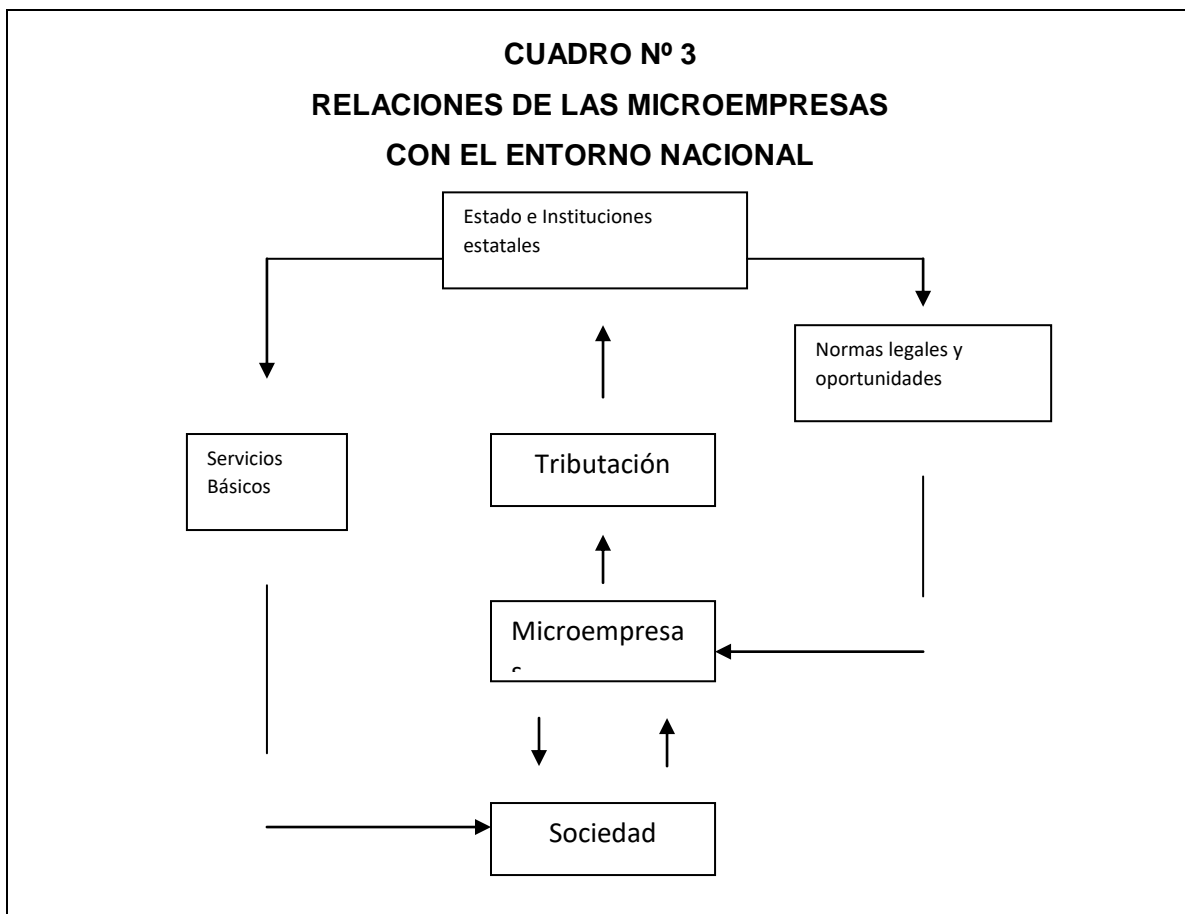 CUADRO Nº 3
RELACIONES DE LAS MICROEMPRESAS
CON EL ENTORNO NACIONAL
Estado e Instituciones
estatales
Normas legales y
oportunidades
Servicios
Básicos
Tributación
Microempresa
s
Sociedad